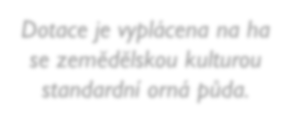 Dotace je vyplácena na ha
se zemědělskou kulturou
standardní orná půda.